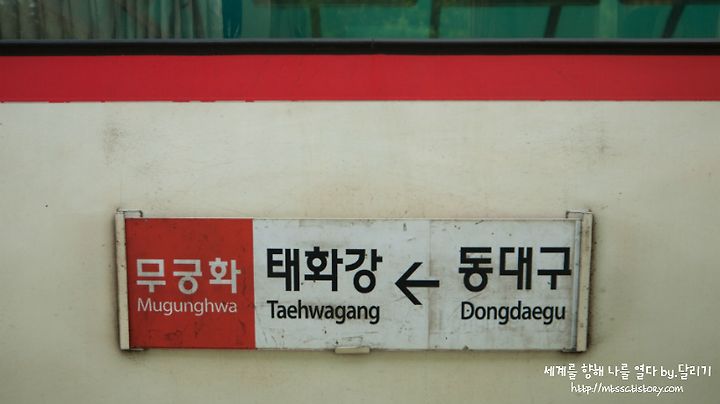 무궁화
Mugunghwa
태화강 ← 동대구
Taehwagang Dongdaegu
세계를 향해 나를 열다 by.달리기
http://mtssc.tistory.com